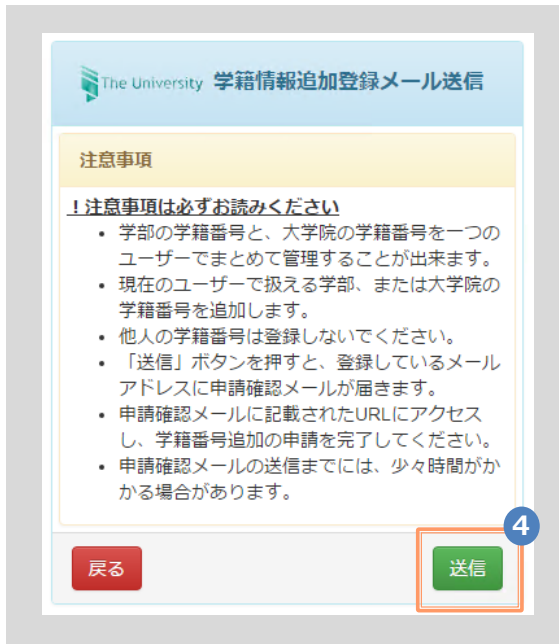 The University 学籍情報追加登録メール送信
注意事項
!注意事項は必ずお読みください
• 学部の学籍番号と、大学院の学籍番号を一つの
ユーザーでまとめて管理することが出来ます。
• 現在のユーザーで扱える学部、または大学院の
学籍番号を追加します。
• 他人の学籍番号は登録しないでください。
• 「送信」ボタンを押すと、登録しているメール
アドレスに申請確認メールが届きます。
• 申請確認メールに記載されたURLにアクセス
し、学籍番号追加の申請を完了してください。
• 申請確認メールの送信までには、少々時間がか
かる場合があります。
4
戻る
送信